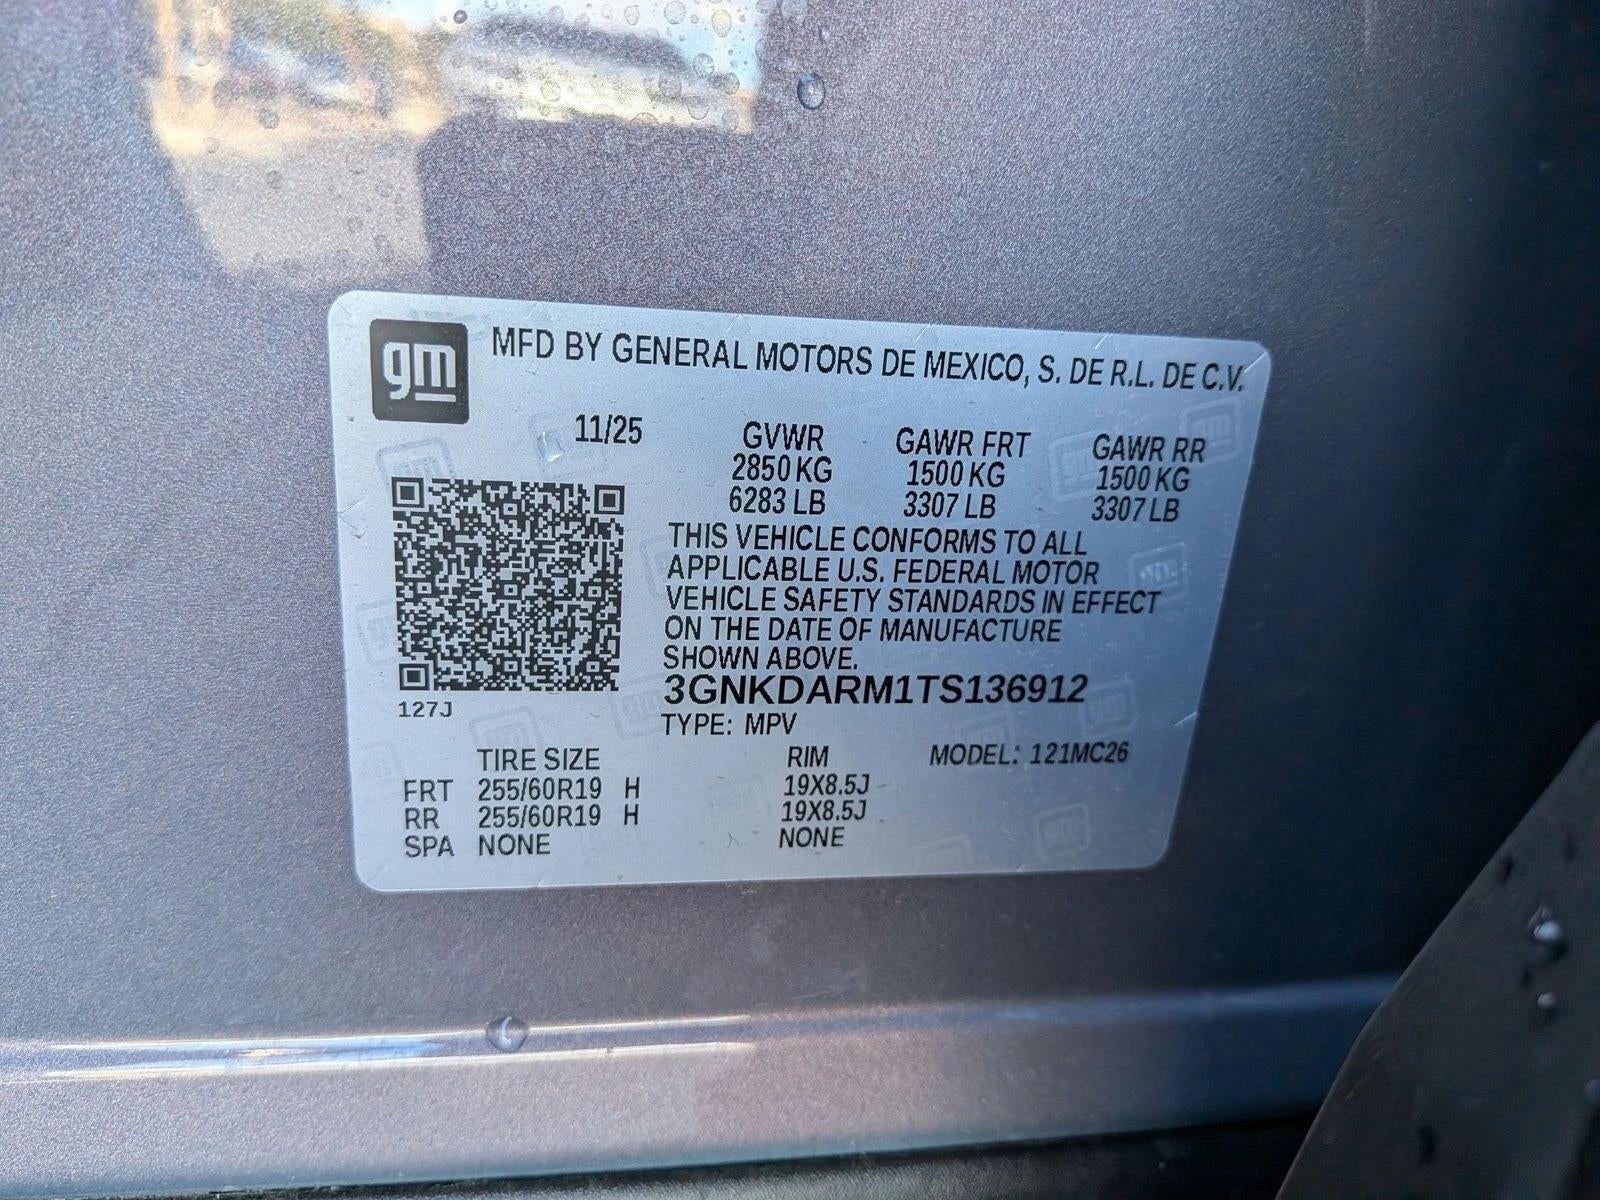 gm MFD BY GENERAL MOTORS DE MEXICO, S. DE R.L. DE C.V.
11/25 GVWR GAWR FRT GAWR RR
2850 KG 1500 KG 1500 KG
6283 LB 3307 LB 3307 LB
THIS VEHICLE CONFORMS TO ALL
APPLICABLE U.S. FEDERAL MOTOR
VEHICLE SAFETY STANDARDS IN EFFECT
ON THE DATE OF MANUFACTURE
SHOWN ABOVE.
3GNKDARM1TS136912
127J
TYPE: MPV
TIRE SIZE RIM MODEL: 121MC26
FRT 255/60R19 H 19X8.5J
RR 255/60R19 H 19X8.5J
SPA NONE NONE